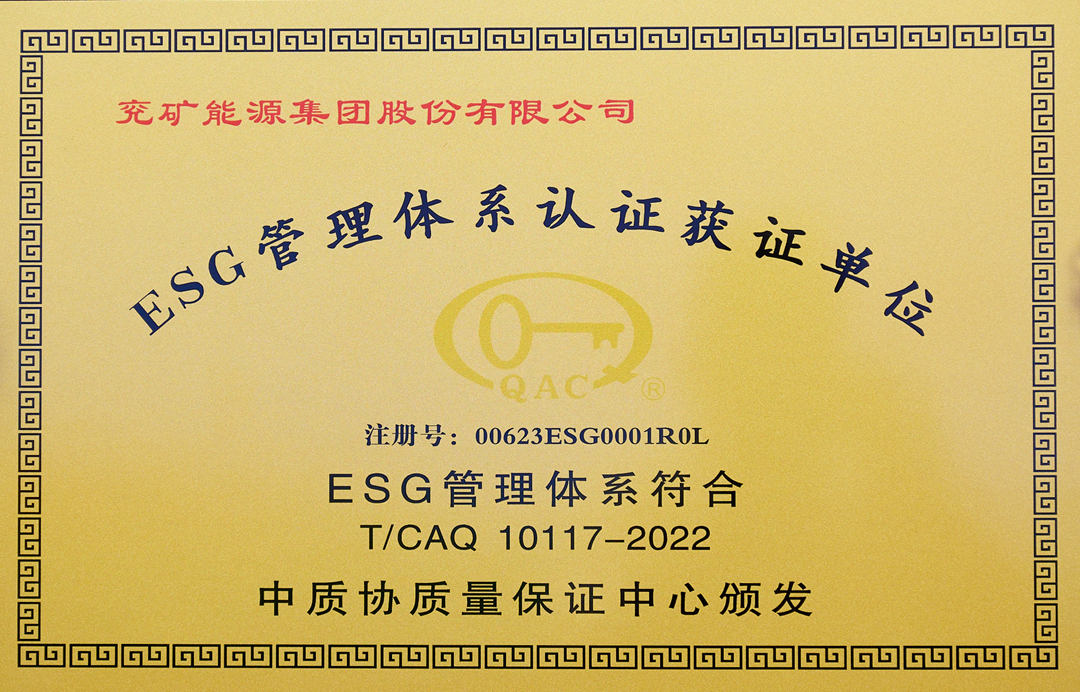 兖矿能源集团股份有限公司
ESG管理体系认证获证单位
QAC ®
注册号：00623ESG0001R0L
ESG管理体系符合
T/CAQ 10117-2022
中质协质量保证中心颁发